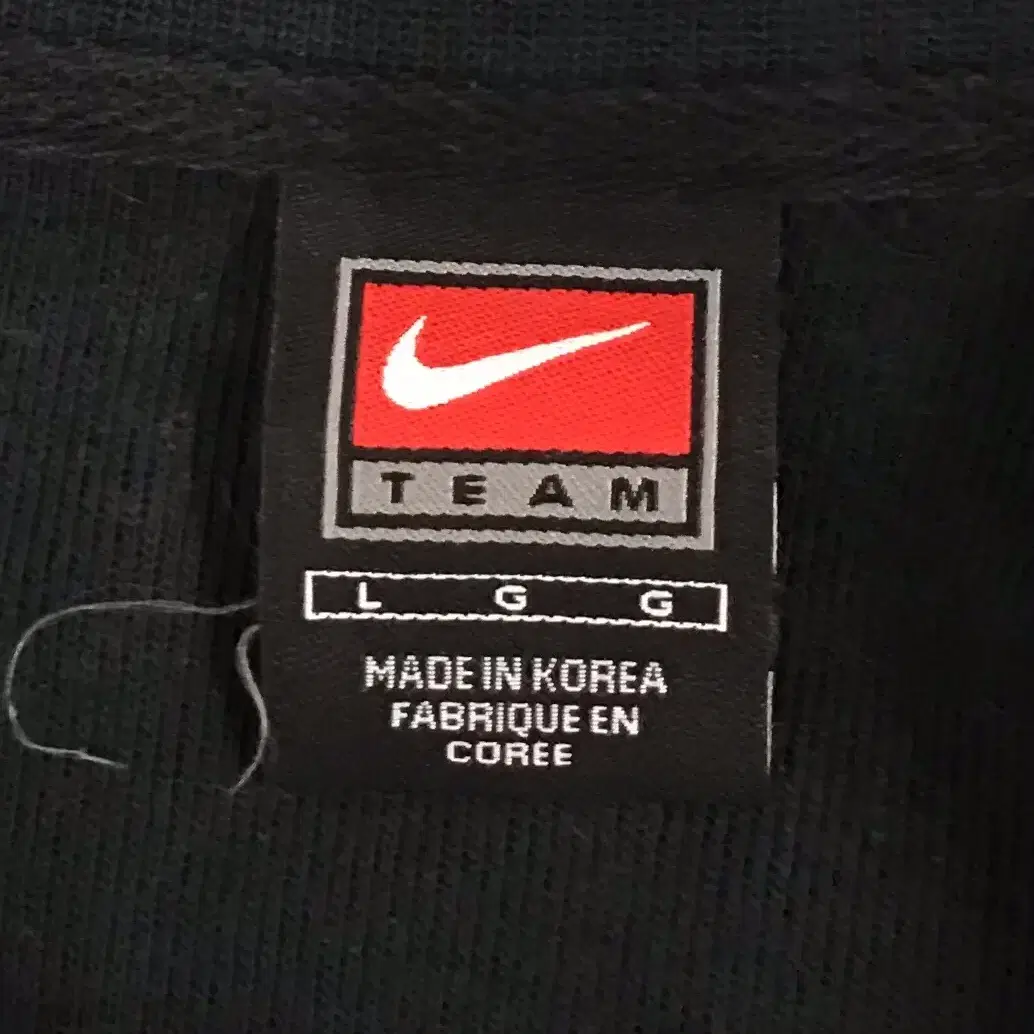 TEAM
L G G
MADE IN KOREA
FABRIQUE EN
COREE